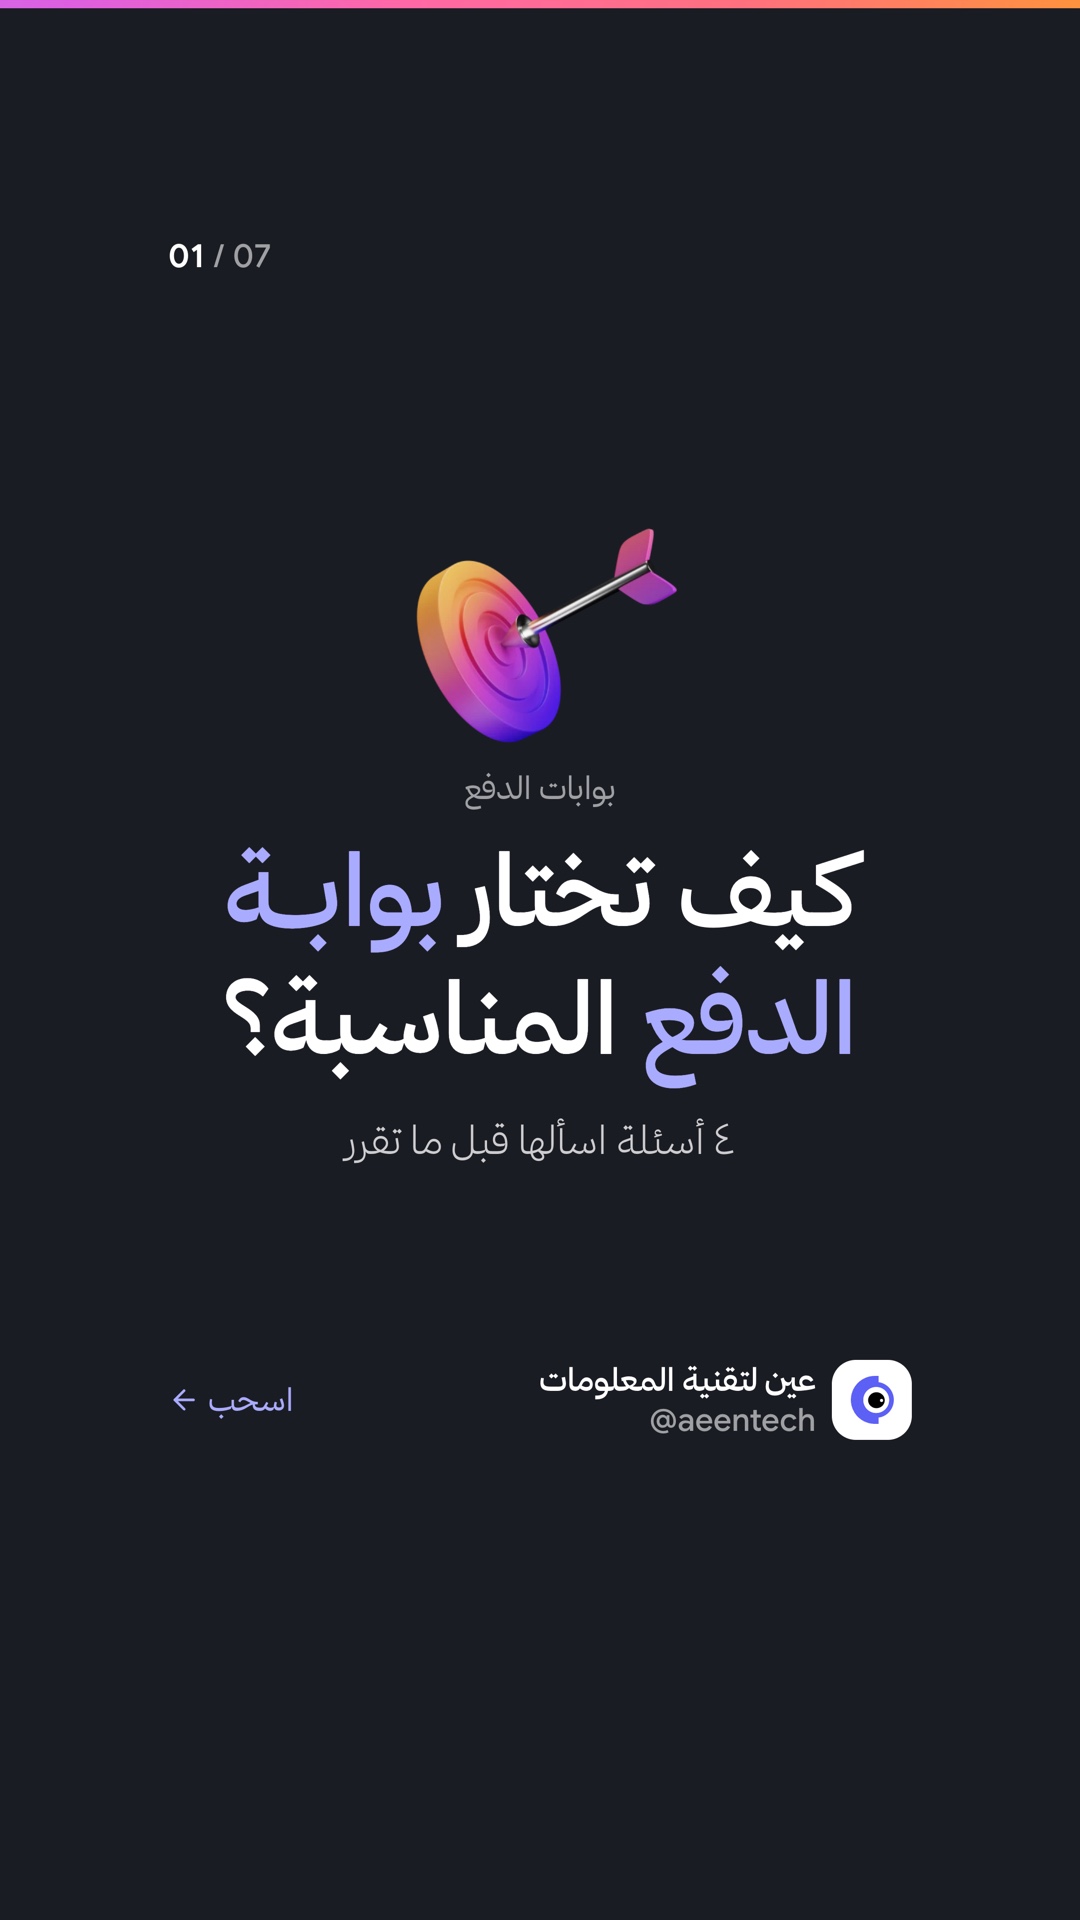 01 / 07
بوابات الدفع
كيف تختار بوابة
الدفع المناسبة؟
٤ أسئلة اسألها قبل ما تقرر
عين لتقنية المعلومات
@aeentech
اسحب ←